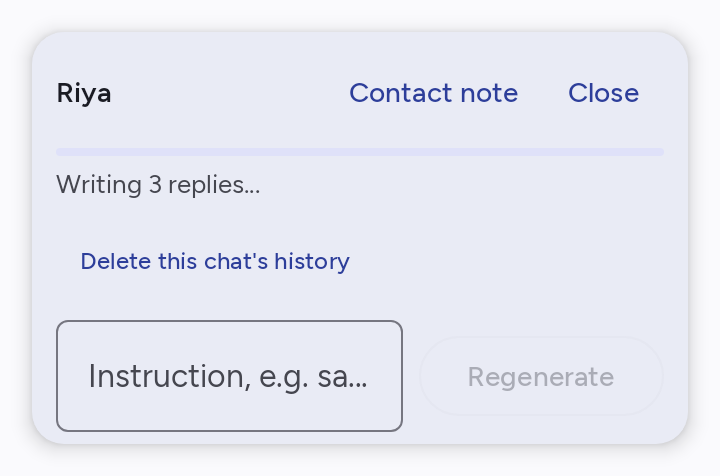 Riya Contact note Close
Writing 3 replies...
Delete this chat's history
Instruction, e.g. sa... Regenerate